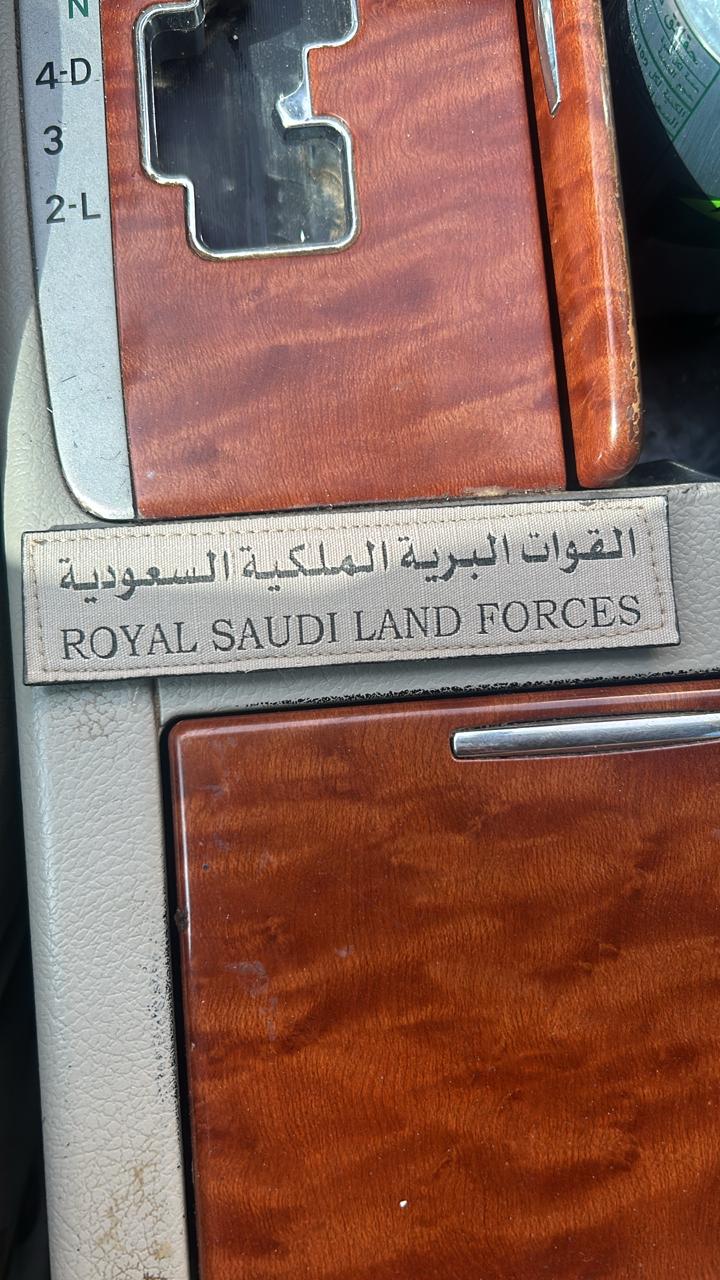 N
4-D
3
2-L
القوات البرية الملكية السعودية
ROYAL SAUDI LAND FORCES